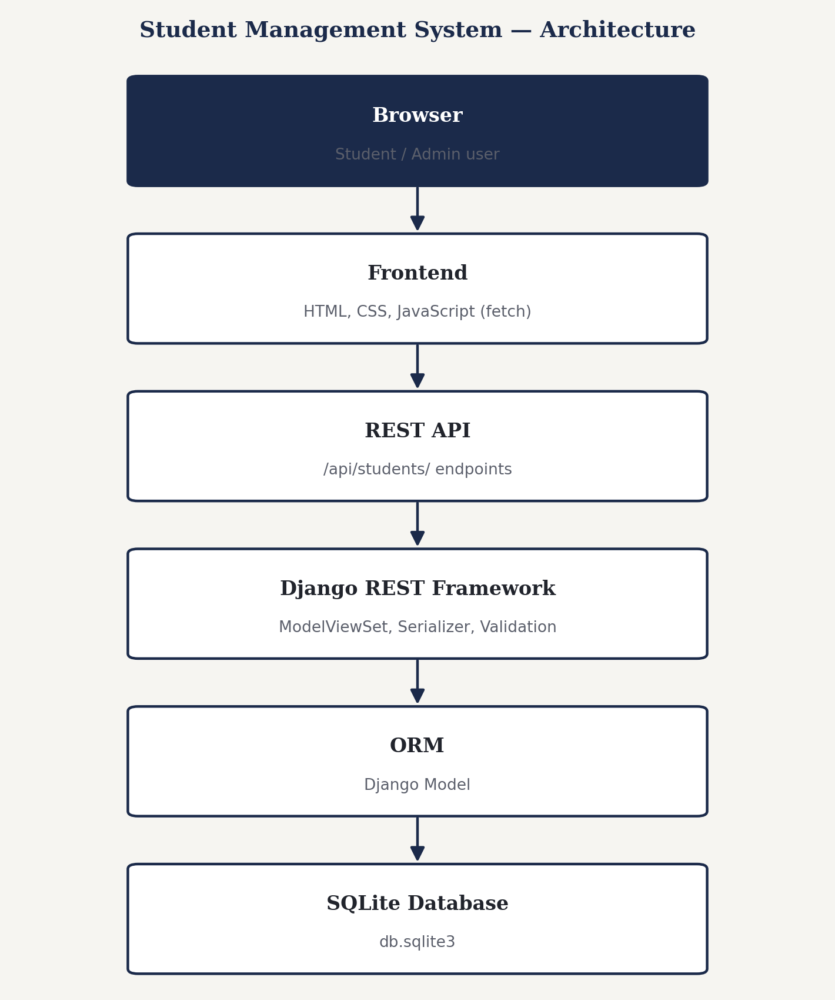 Student Management System — Architecture
Browser
Student / Admin user
Frontend
HTML, CSS, JavaScript (fetch)
REST API
/api/students/ endpoints
Django REST Framework
ModelViewSet, Serializer, Validation
ORM
Django Model
SQLite Database
db.sqlite3